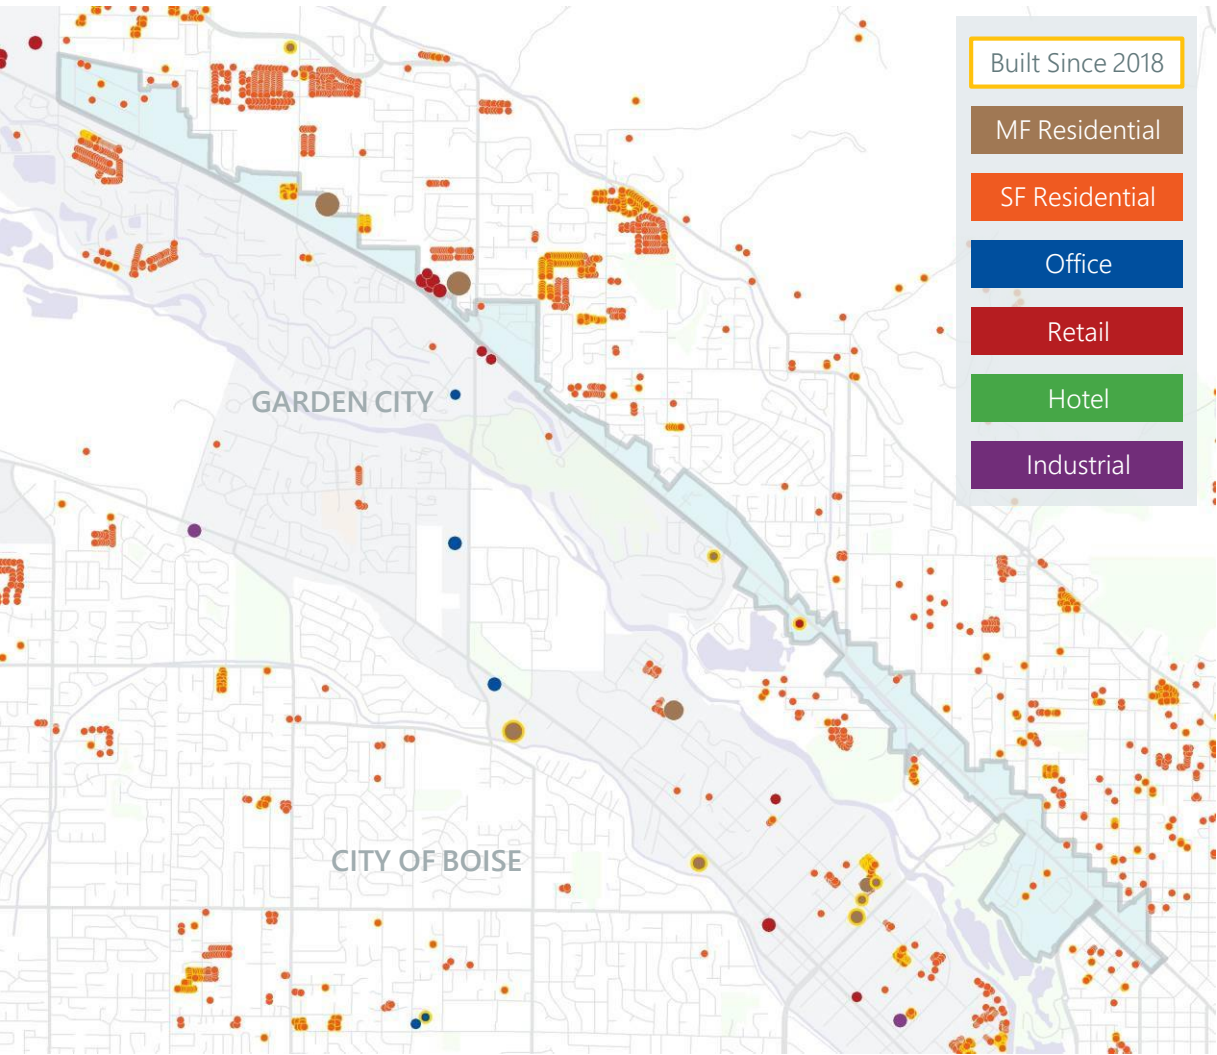 Built Since 2018
MF Residential
SF Residential
Office
Retail
Hotel
Industrial
GARDEN CITY
CITY OF BOISE